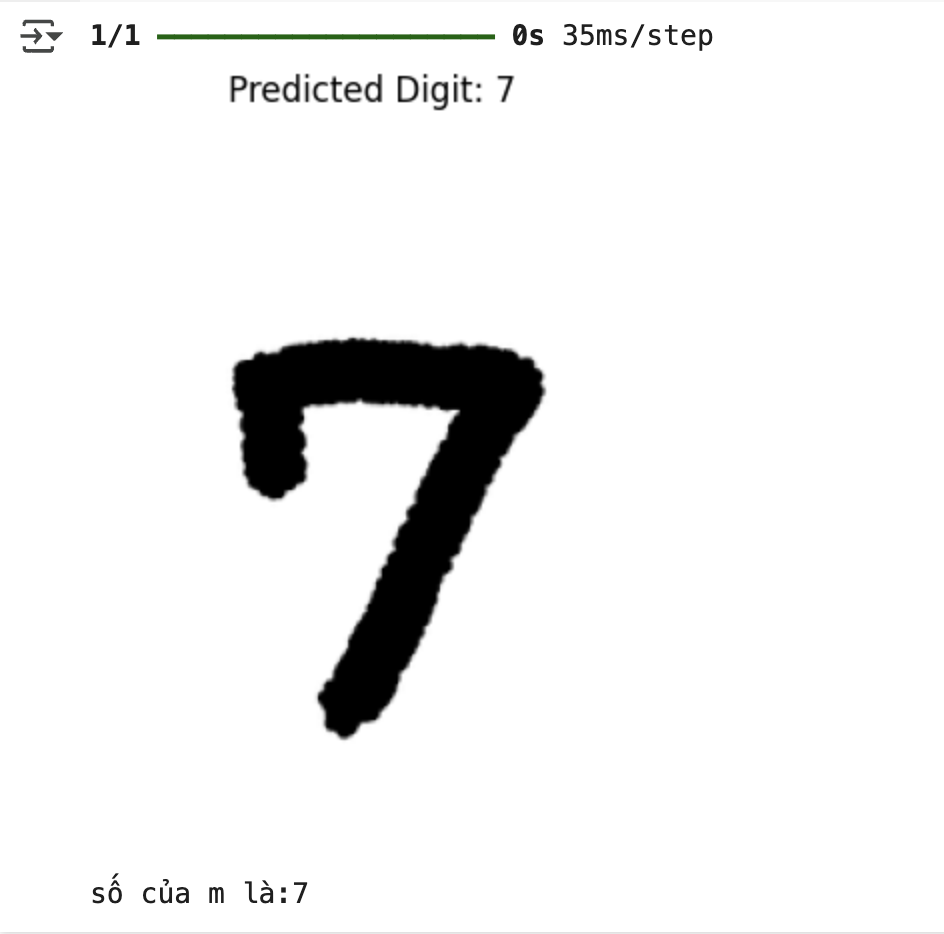 1/1 ━━━━━━━━━━━━━━━━━━━━ 0s 35ms/step
Predicted Digit: 7
7
số của m là:7